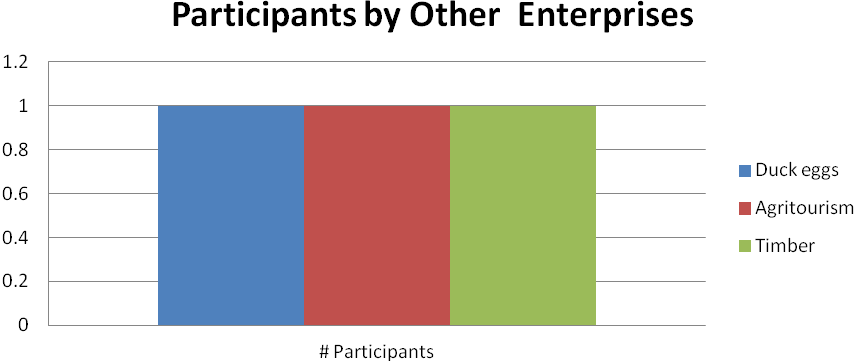 Participants by Other Enterprises
1.2
1
0.8
0.6
0.4
0.2
0
# Participants
Duck eggs
Agritourism
Timber